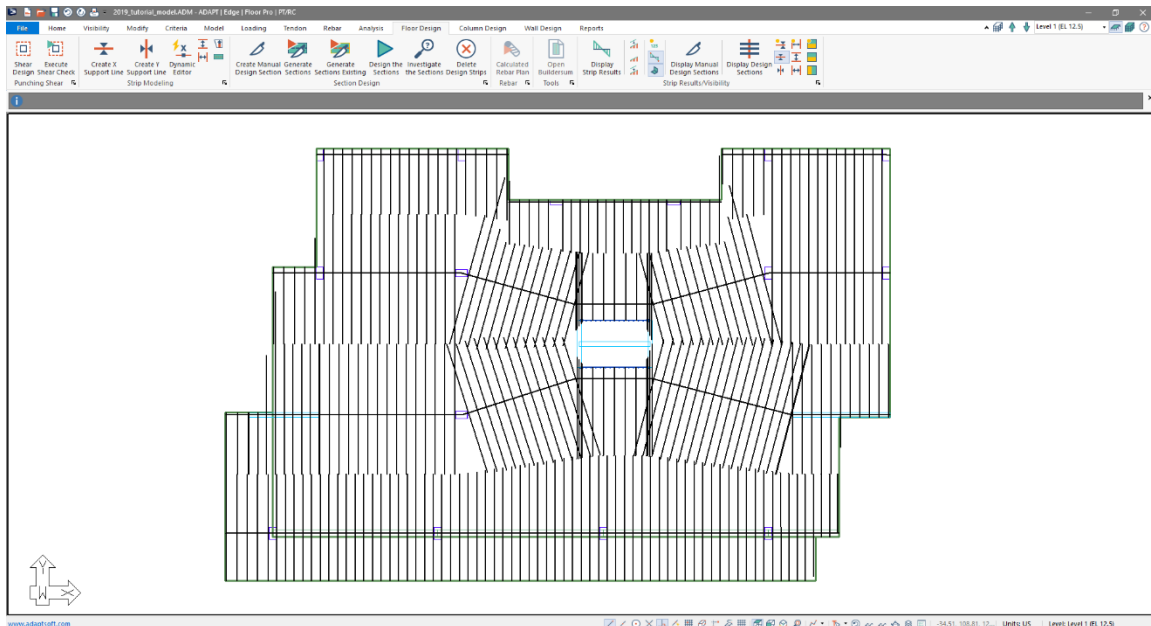 2019_tutorial_model.ADM - ADAPT | Edge | Floor Pro | PT/RC
File Home Visibility Modify Criteria Model Loading Tendon Rebar Analysis Floor Design Column Design Wall Design Reports Level 1 (EL 12.5)
Shear Execute Create X Create Y Dynamic Create Manual Generate Generate Design the Investigate Delete Calculated Open Display Display Manual Display Design
Design Shear Check Support Line Support Line Editor Design Section Sections Sections Existing Sections the Sections Design Strips Rebar Plan Buildersum Strip Results Design Sections Sections
Punching Shear Strip Modeling Section Design Rebar Tools Strip Results/Visibility
Y
W X
www.adaptsoft.com Units: US Level: Level 1 (EL 12.5)